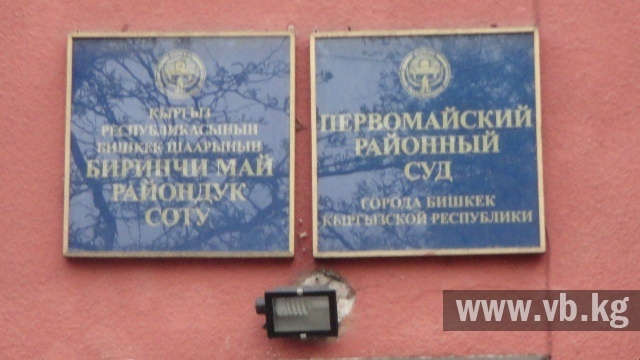 КЫРГЫЗ
РЕСПУБЛИКАСЫНЫН
БИШКЕК ШААРЫНЫН
БИРИНЧИ МАЙ
РАЙОНДУК
СОТУ
ПЕРВОМАЙСКИЙ
РАЙОННЫЙ
СУД
ГОРОДА БИШКЕК
КЫРГЫЗСКОЙ РЕСПУБЛИКИ
www.vb.kg